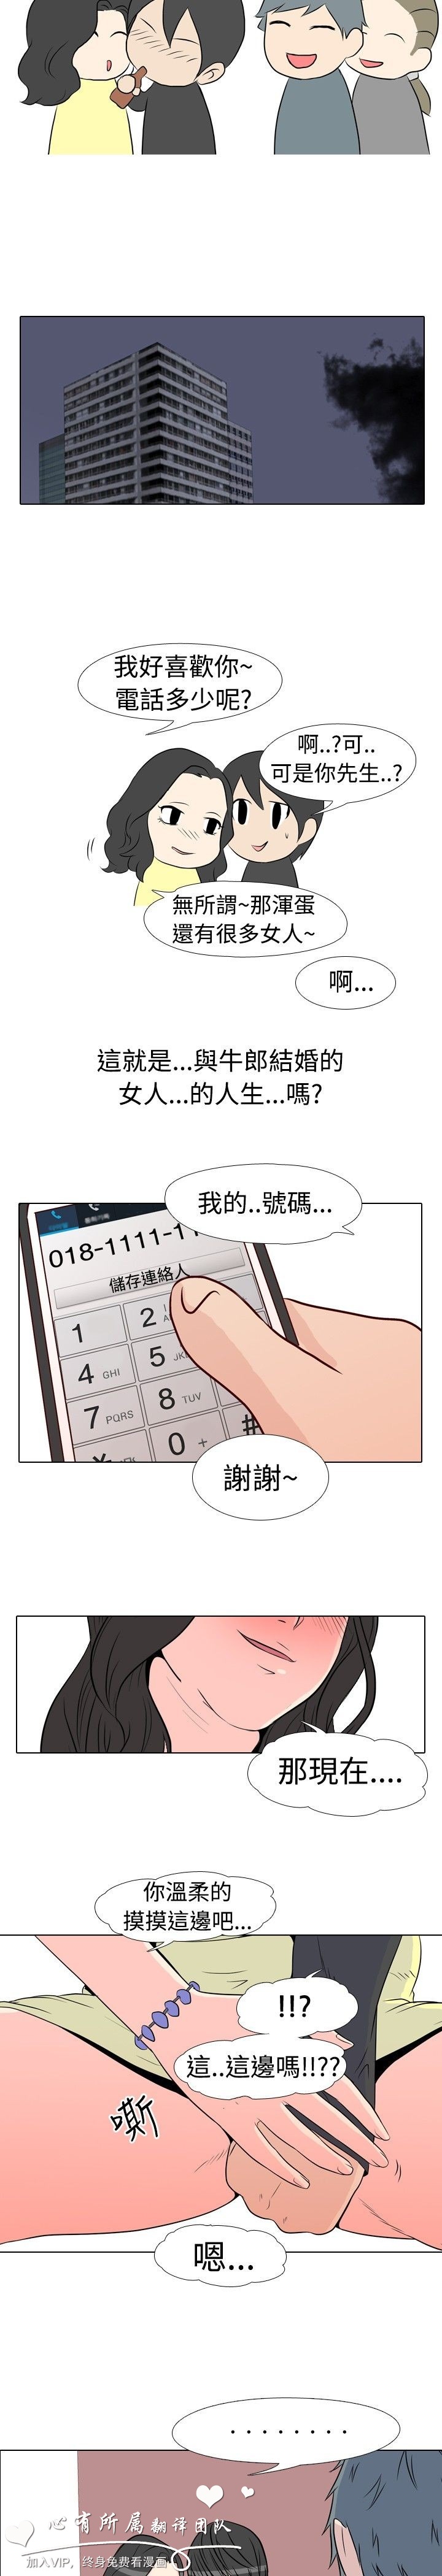 我好喜歡你~
電話多少呢?
啊..?可..
可是你先生..?
無所謂~那渾蛋
還有很多女人~
啊...
這就是...與牛郎結婚的
女人...的人生...嗎?
我的..號碼...
018-1111-11
儲存連絡人
1
2
4 GHI
5 JK
7 PQRS
8 TUV
0 +
#
謝謝~
那現在....
你溫柔的
摸摸這邊吧...
!!?
這..這邊嗎!!??
嘶
嗯...
........
心有所属翻译团队
加入VIP，终身免费看漫画